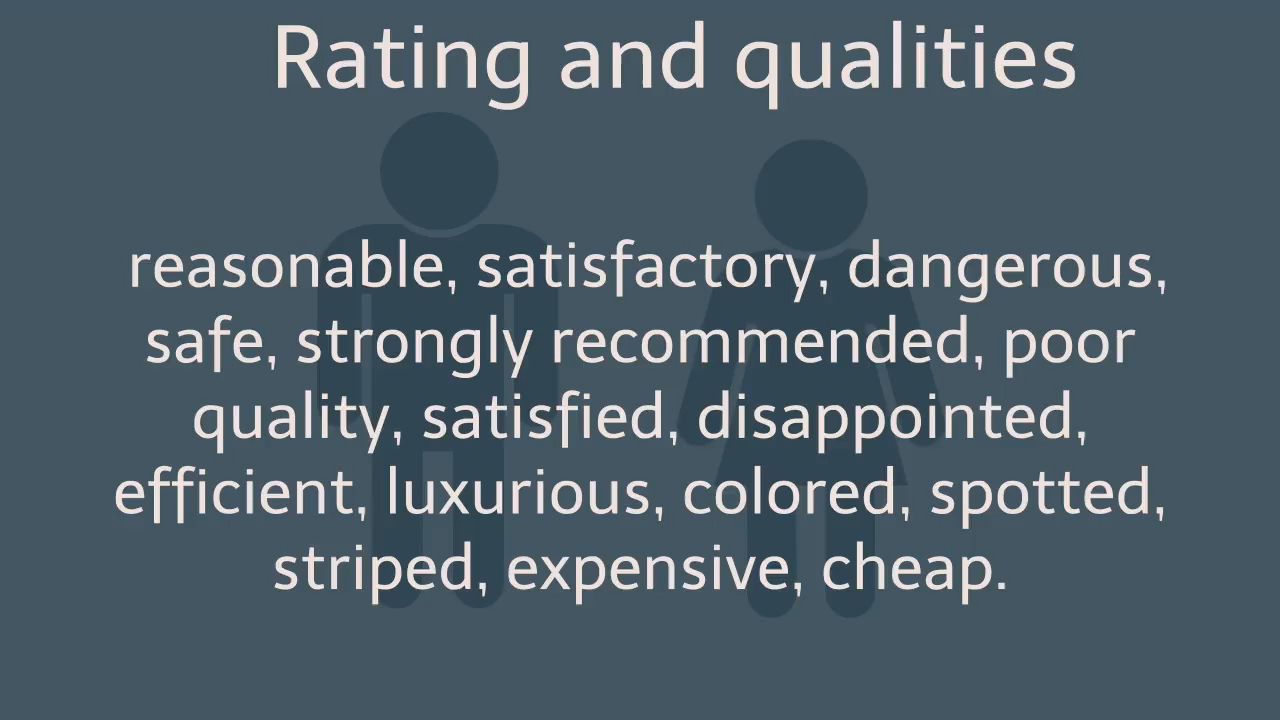 Rating and qualities
reasonable, satisfactory, dangerous,
safe, strongly recommended, poor
quality, satisfied, disappointed,
efficient, luxurious, colored, spotted,
striped, expensive, cheap.